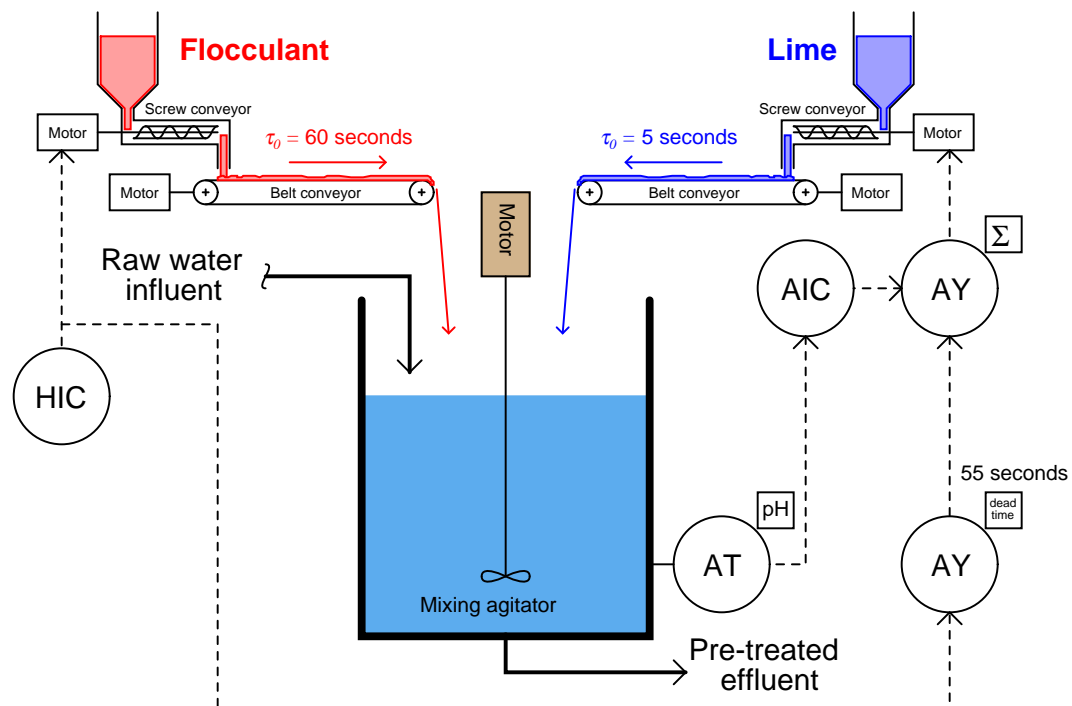 Flocculant
Lime
Screw conveyor
Screw conveyor
Motor
τ0 = 60 seconds
τ0 = 5 seconds
Motor
Motor
+
Belt conveyor
+
+
Belt conveyor
+
Motor
Motor
Σ
Raw water
influent
AIC
AY
HIC
55 seconds
pH
dead
time
AT
AY
Mixing agitator
Pre-treated
effluent